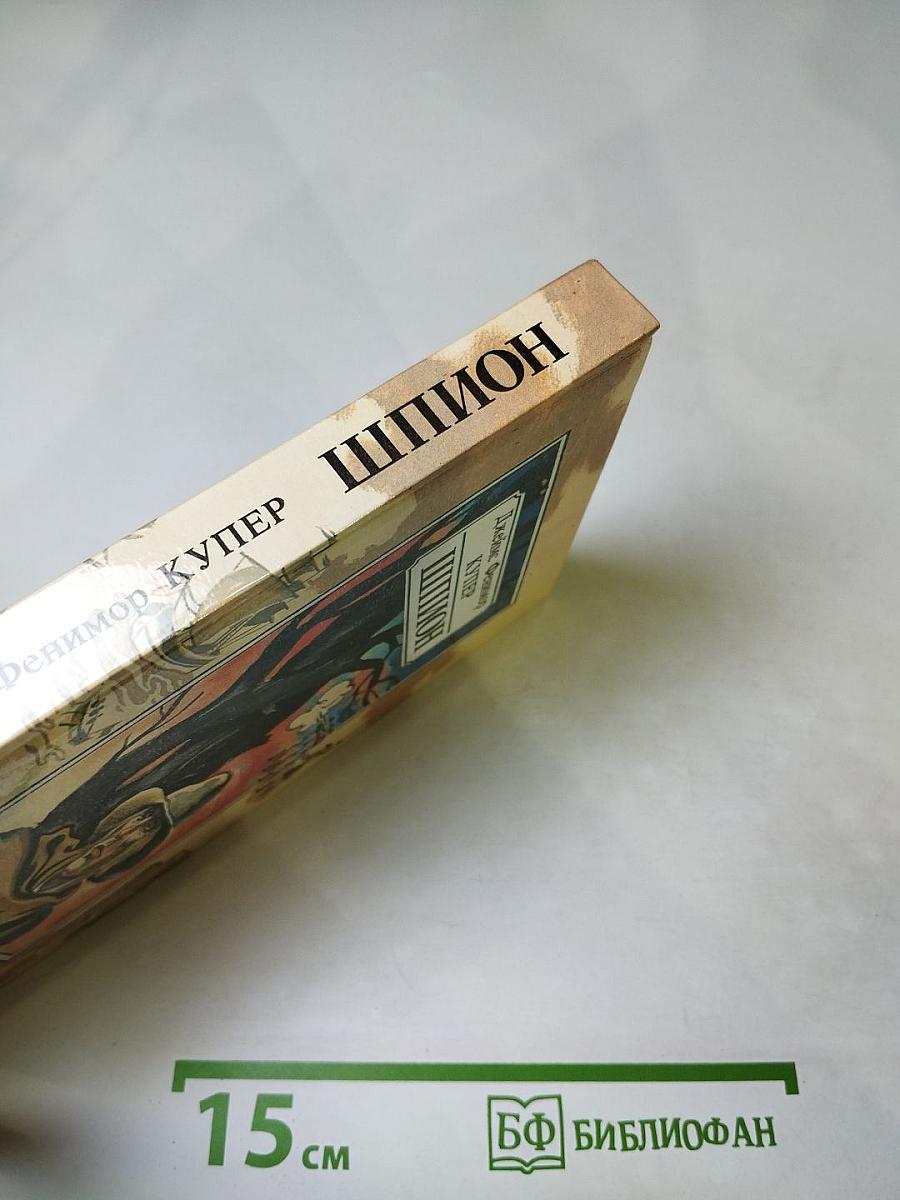 Фенимор КУПЕР ШПИОН
Джеймс Фенимор
КУПЕР
ШПИОН
15 см
БФ БИБЛИОФАН